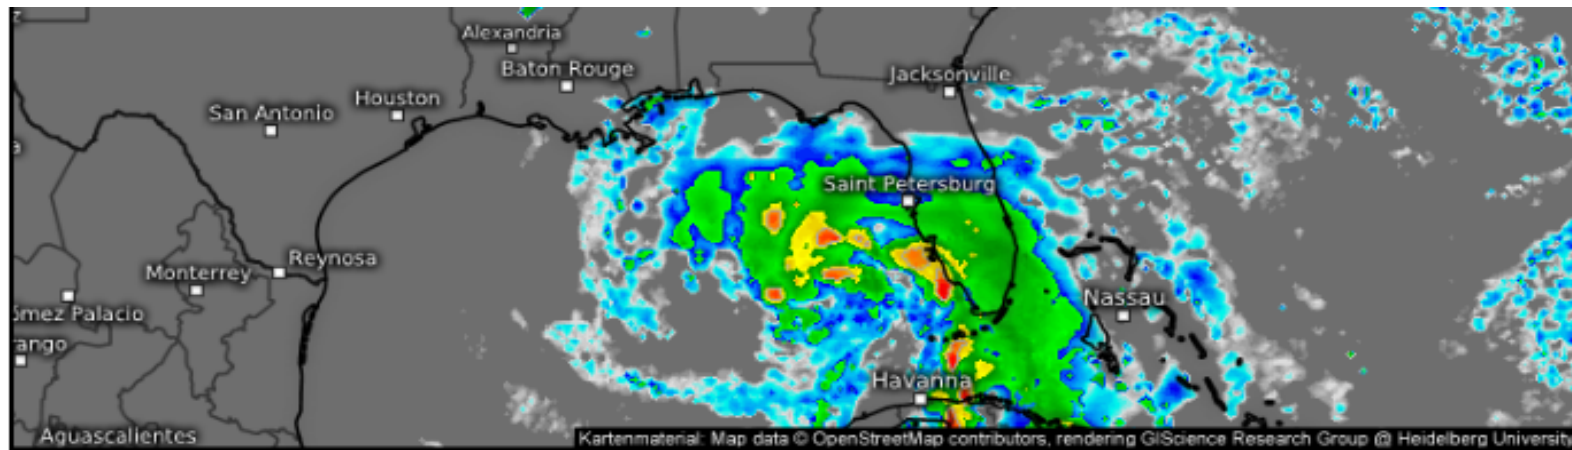 z
Alexandria
Baton Rouge
Jacksonville
Houston
San Antonio
a
Saint Petersburg
Reynosa
Monterrey
Nassau
ómez Palacio
rango
Havanna
Aguascalientes
Kartenmaterial: Map data © OpenStreetMap contributors, rendering GIScience Research Group @ Heidelberg University